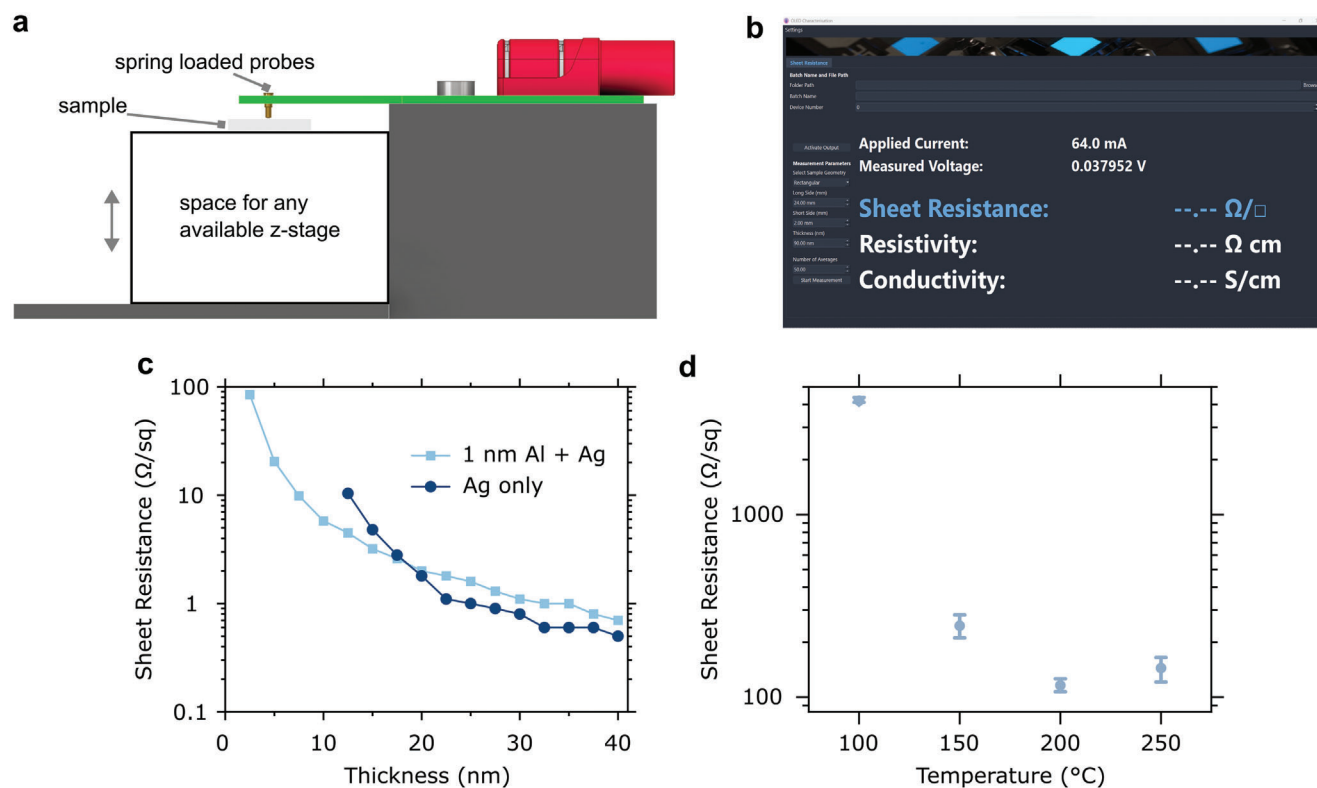 a
spring loaded probes
sample
space for any
available z-stage
b
OLED Characterisation
Settings
Sheet Resistance
Batch Name and File Path
Folder Path
Browse
Batch Name
Device Number
0
Activate Output
Applied Current:
64.0 mA
Measured Voltage:
0.037952 V
Measurement Parameters
Select Sample Geometry
Rectangular
Long Side (mm)
24.00 mm
Short Side (mm)
2.00 mm
Thickness (nm)
90.00 nm
Number of Averages
50.00
Start Measurement
Sheet Resistance:
--.-- Ω/□
Resistivity:
--.-- Ω cm
Conductivity:
--.-- S/cm
c
Sheet Resistance (Ω/sq)
100
10
1
0.1
1 nm Al + Ag
Ag only
0 10 20 30 40
Thickness (nm)
d
Sheet Resistance (Ω/sq)
1000
100
100 150 200 250
Temperature (°C)